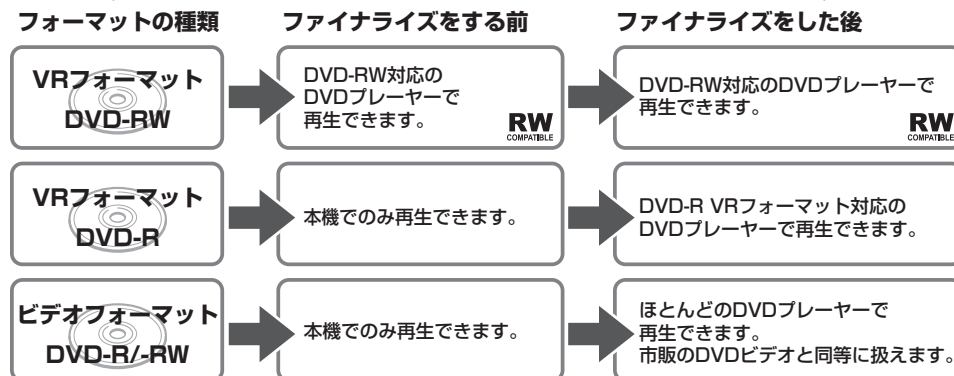 フォーマットの種類
ファイナライズをする前
ファイナライズをした後
VRフォーマット
DVD-RW
DVD-RW対応の
DVDプレーヤーで
再生できます。
RW
COMPATIBLE
DVD-RW対応のDVDプレーヤーで
再生できます。
RW
COMPATIBLE
VRフォーマット
DVD-R
本機でのみ再生できます。
DVD-R VRフォーマット対応の
DVDプレーヤーで再生できます。
ビデオフォーマット
DVD-R/-RW
本機でのみ再生できます。
ほとんどのDVDプレーヤーで
再生できます。
市販のDVDビデオと同等に扱えます。